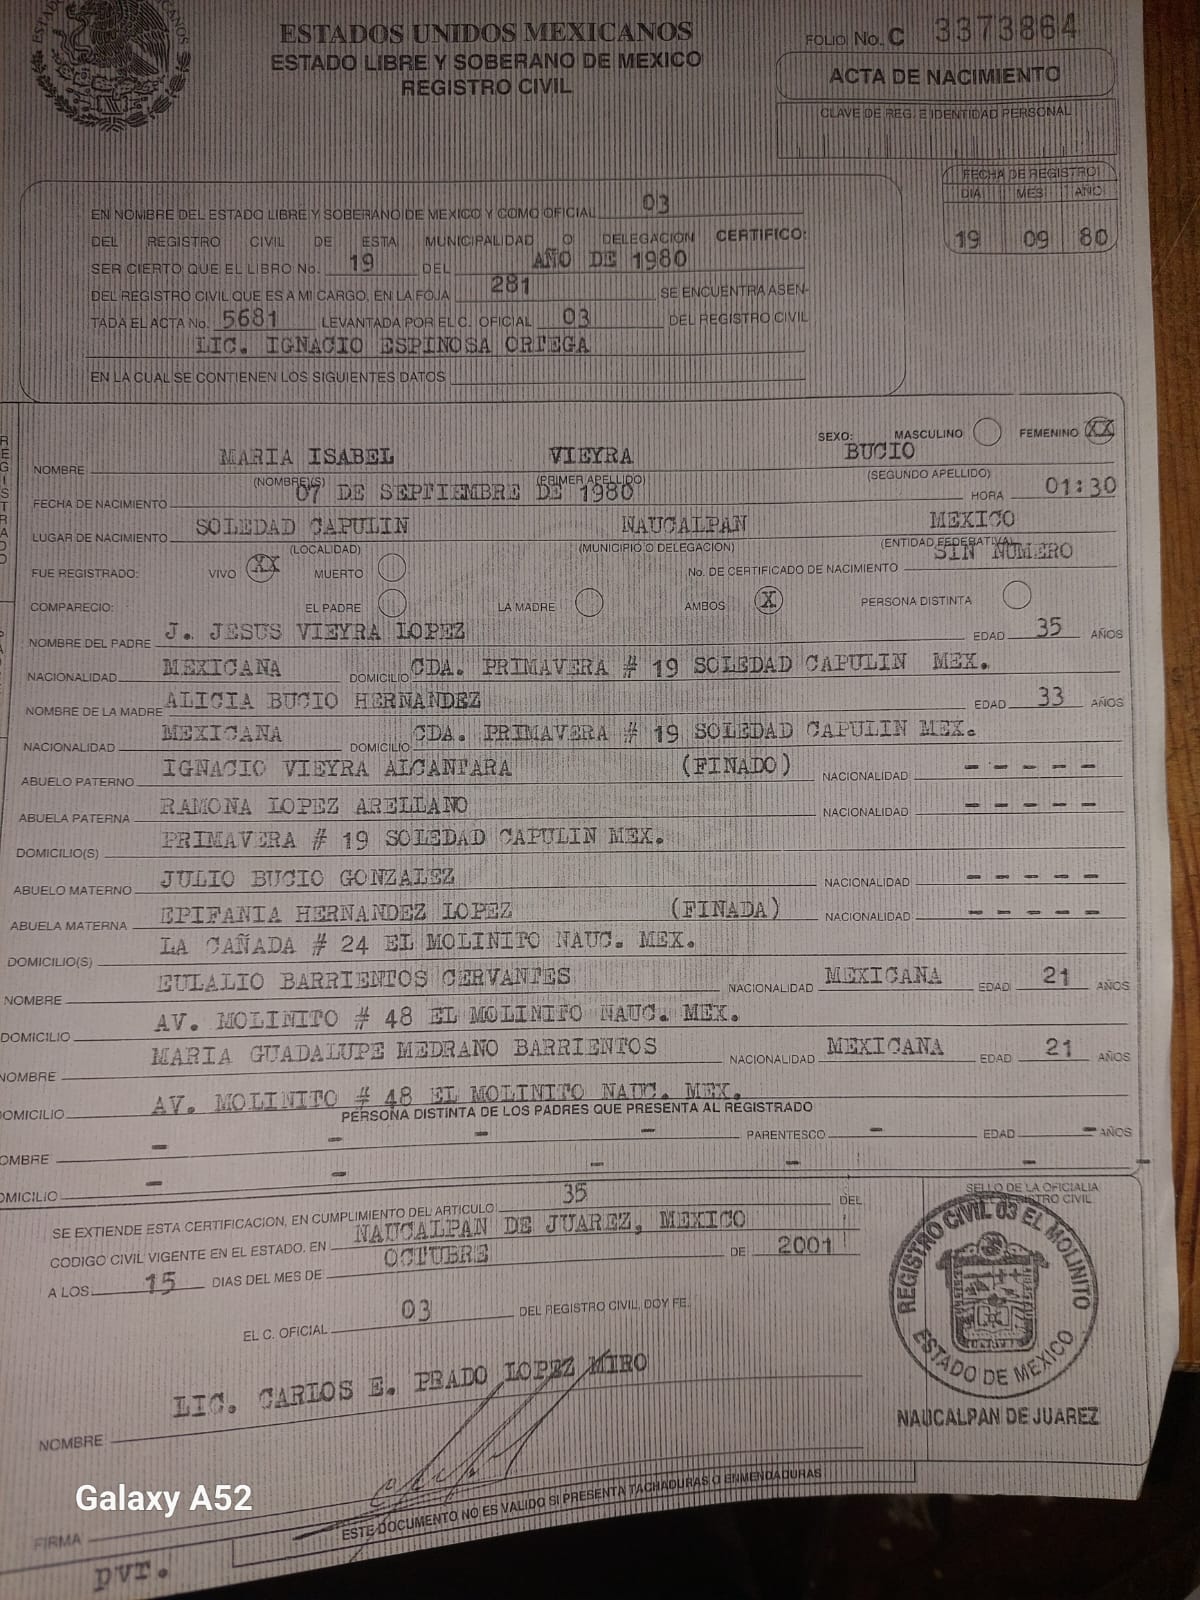 ESTADOS UNIDOS MEXICANOS
ESTADO LIBRE Y SOBERANO DE MEXICO
REGISTRO CIVIL
FOLIO No. C 3373864
ACTA DE NACIMIENTO
CLAVE DE REG. E IDENTIDAD PERSONAL
FECHA DE REGISTRO
DIA MES AÑO
19 09 80
EN NOMBRE DEL ESTADO LIBRE Y SOBERANO DE MEXICO Y COMO OFICIAL 03
DEL REGISTRO CIVIL DE ESTA MUNICIPALIDAD O DELEGACION CERTIFICO:
SER CIERTO QUE EL LIBRO No. 19 DEL AÑO DE 1980
DEL REGISTRO CIVIL QUE ES A MI CARGO, EN LA FOJA 281 SE ENCUENTRA ASEN-
TADA EL ACTA No. 5681 LEVANTADA POR EL C. OFICIAL 03 DEL REGISTRO CIVIL
LIC. IGNACIO ESPINOSA ORTEGA
EN LA CUAL SE CONTIENEN LOS SIGUIENTES DATOS
SEXO: MASCULINO FEMENINO XX
NOMBRE MARIA ISABEL VIEYRA BUCIO
(NOMBRE(S) (PRIMER APELLIDO) (SEGUNDO APELLIDO)
FECHA DE NACIMIENTO 07 DE SEPTIEMBRE DE 1980 HORA 01:30
LUGAR DE NACIMIENTO SOLEDAD CAPULIN NAUCALPAN MEXICO
(LOCALIDAD) (MUNICIPIO O DELEGACION) (ENTIDAD FEDERATIVA)
FUE REGISTRADO: VIVO XX MUERTO No. DE CERTIFICADO DE NACIMIENTO SIN NUMERO
COMPARECIO: EL PADRE LA MADRE AMBOS X PERSONA DISTINTA
NOMBRE DEL PADRE J. JESUS VIEYRA LOPEZ EDAD 35 AÑOS
NACIONALIDAD MEXICANA DOMICILIO CDA. PRIMAVERA # 19 SOLEDAD CAPULIN MEX.
NOMBRE DE LA MADRE ALICIA BUCIO HERNANDEZ EDAD 33 AÑOS
NACIONALIDAD MEXICANA DOMICILIO CDA. PRIMAVERA # 19 SOLEDAD CAPULIN MEX.
ABUELO PATERNO IGNACIO VIEYRA ALCANTARA (FINADO) NACIONALIDAD - - - - -
ABUELA PATERNA RAMONA LOPEZ ARELLANO NACIONALIDAD - - - - -
DOMICILIO(S) PRIMAVERA # 19 SOLEDAD CAPULIN MEX.
ABUELO MATERNO JULIO BUCIO GONZALEZ NACIONALIDAD - - - - -
ABUELA MATERNA EPIFANIA HERNANDEZ LOPEZ (FINADA) NACIONALIDAD - - - - -
DOMICILIO(S) LA CAÑADA # 24 EL MOLINITO NAUC. MEX.
NOMBRE EULALIO BARRIENTOS CERVANTES NACIONALIDAD MEXICANA EDAD 21 AÑOS
DOMICILIO AV. MOLINITO # 48 EL MOLINITO NAUC. MEX.
NOMBRE MARIA GUADALUPE MEDRANO BARRIENTOS NACIONALIDAD MEXICANA EDAD 21 AÑOS
OMICILIO AV. MOLINITO # 48 EL MOLINITO NAUC. MEX.
PERSONA DISTINTA DE LOS PADRES QUE PRESENTA AL REGISTRADO
OMBRE - - - - PARENTESCO - EDAD - AÑOS
OMICILIO - - - - - -
SE EXTIENDE ESTA CERTIFICACION, EN CUMPLIMIENTO DEL ARTICULO 35 DEL
CODIGO CIVIL VIGENTE EN EL ESTADO, EN NAUCALPAN DE JUAREZ, MEXICO
A LOS 15 DIAS DEL MES DE OCTUBRE DE 2001
EL C. OFICIAL 03 DEL REGISTRO CIVIL, DOY FE.
SELLO DE LA OFICIALIA
REGISTRO CIVIL
REGISTRO CIVIL 03 EL MOLINITO
ESTADO DE MEXICO
NAUCALPAN DE JUAREZ
NOMBRE LIC. CARLOS E. PRADO LOPEZ MIRO
FIRMA
ESTE DOCUMENTO NO ES VALIDO SI PRESENTA TACHADURAS O ENMENDADURAS
pvr.
Galaxy A52